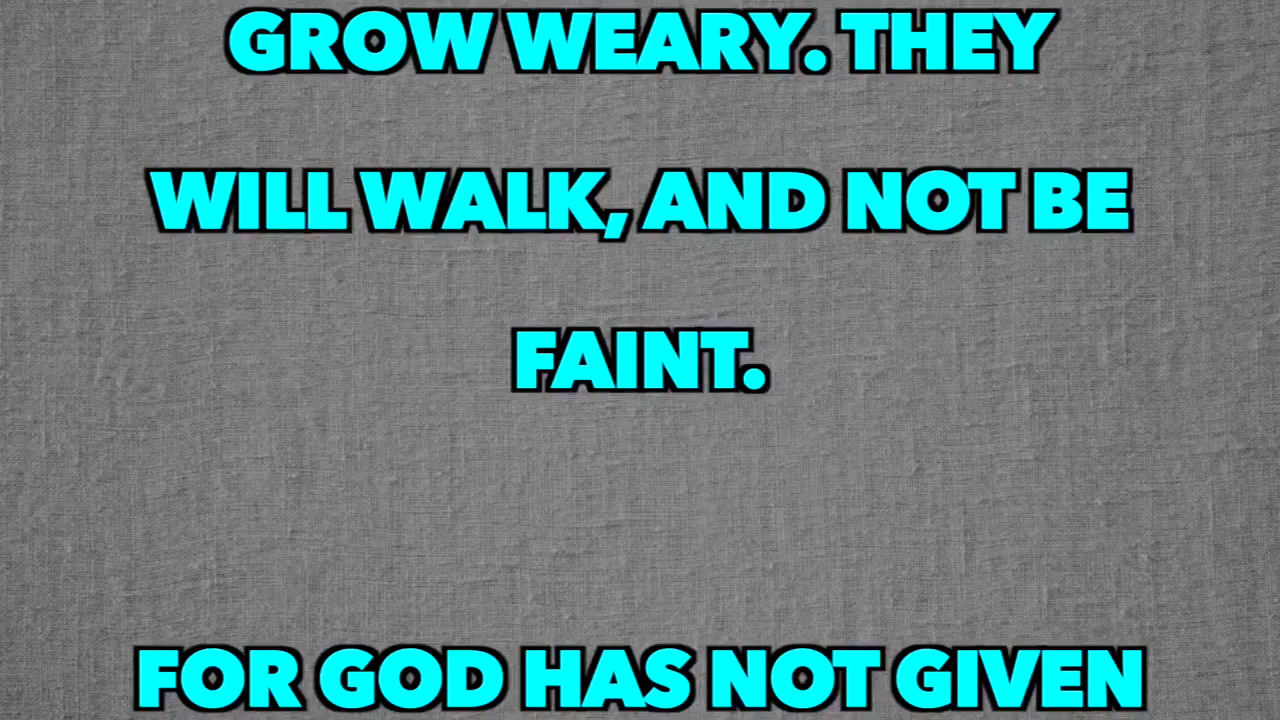 GROW WEARY. THEY
WILL WALK, AND NOT BE
FAINT.
FOR GOD HAS NOT GIVEN